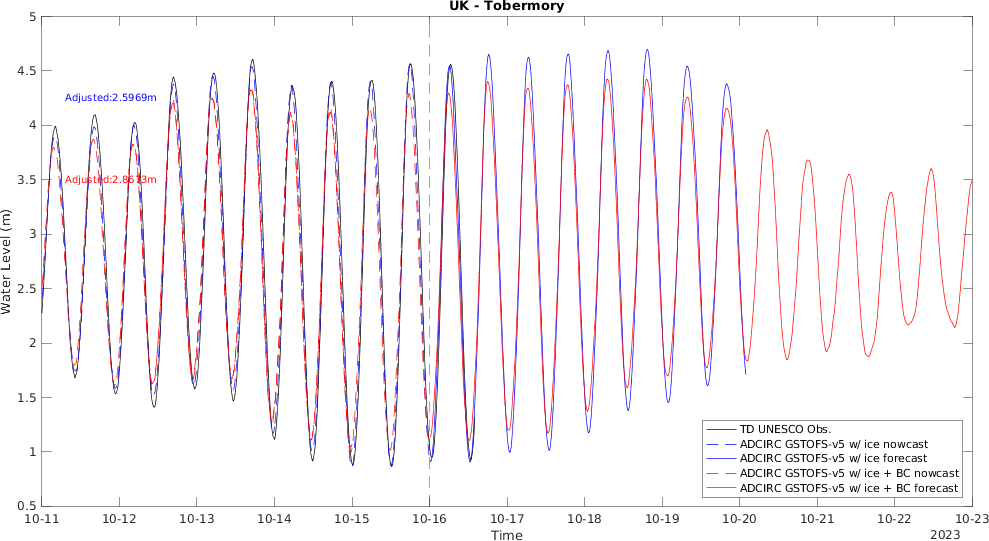 UK - Tobermory
5
4.5
4
3.5
3
2.5
2
1.5
1
0.5
Water Level (m)
Adjusted:2.5969m
Adjusted:2.8673m
TD UNESCO Obs.
ADCIRC GSTOFS-v5 w/ ice nowcast
ADCIRC GSTOFS-v5 w/ ice forecast
ADCIRC GSTOFS-v5 w/ ice + BC nowcast
ADCIRC GSTOFS-v5 w/ ice + BC forecast
10-11 10-12 10-13 10-14 10-15 10-16 10-17 10-18 10-19 10-20 10-21 10-22 10-23
Time
2023